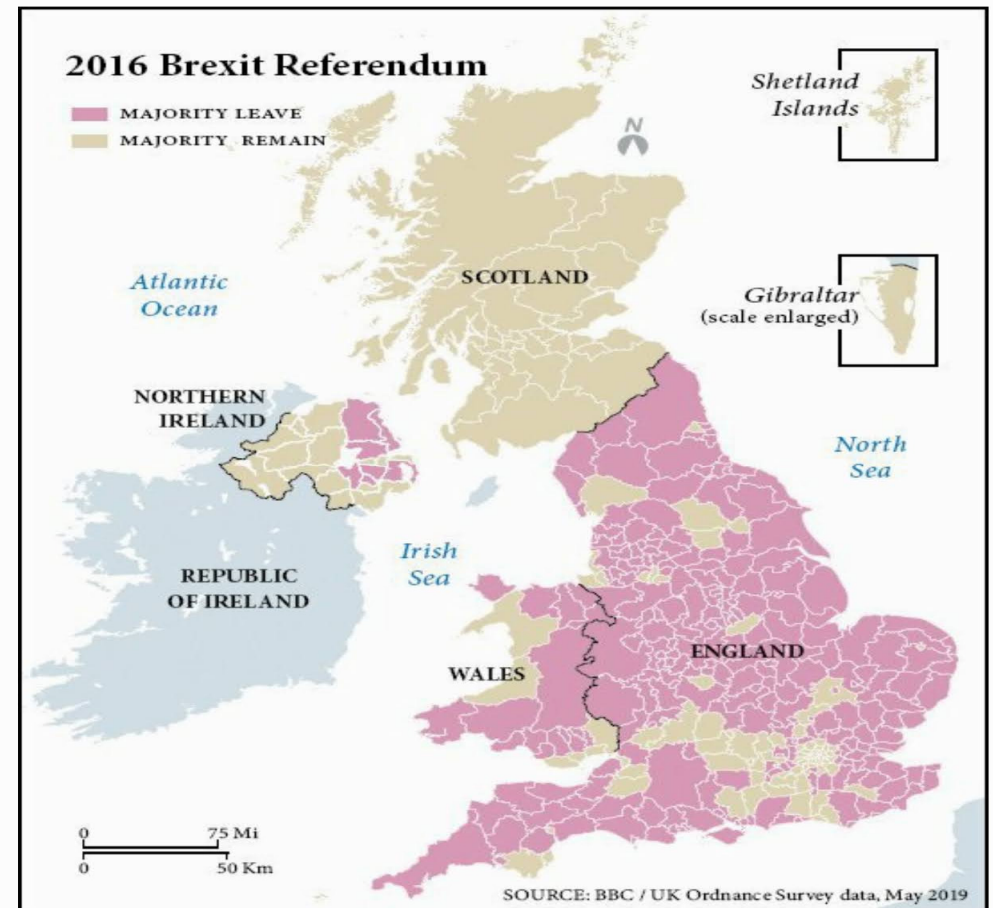 2016 Brexit Referendum
MAJORITY LEAVE
MAJORITY REMAIN
N
Shetland
Islands
SCOTLAND
Atlantic
Ocean
Gibraltar
(scale enlarged)
NORTHERN
IRELAND
North
Sea
Irish
Sea
REPUBLIC
OF IRELAND
ENGLAND
WALES
0 75 Mi
0 50 Km
SOURCE: BBC / UK Ordnance Survey data, May 2019